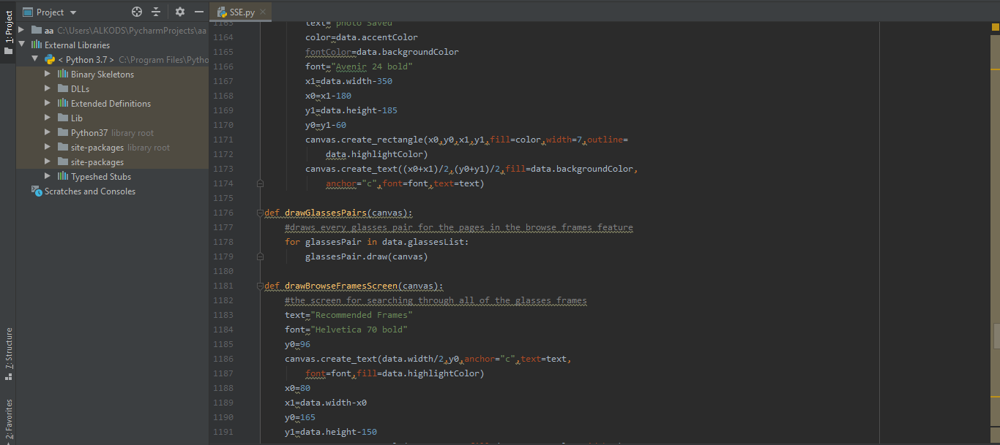 Project
SSE.py
1: Project
aa C:\Users\ALKODS\PycharmProjects\aa
External Libraries
< Python 3.7 > C:\Program Files\Pytho
Binary Skeletons
DLLs
Extended Definitions
Lib
Python37 library root
site-packages library root
site-packages
Typeshed Stubs
Scratches and Consoles
7: Structure
2: Favorites
1163 text="photo Saved"
1164 color=data.accentColor
1165 fontColor=data.backgroundColor
1166 font="Avenir 24 bold"
1167 x1=data.width-350
1168 x0=x1-180
1169 y1=data.height-185
1170 y0=y1-60
1171 canvas.create_rectangle(x0,y0,x1,y1,fill=color,width=7,outline=
1172 data.highlightColor)
1173 canvas.create_text((x0+x1)/2,(y0+y1)/2,fill=data.backgroundColor,
1174 anchor="c",font=font,text=text)
1175
1176 def drawGlassesPairs(canvas):
1177 #draws every glasses pair for the pages in the browse frames feature
1178 for glassesPair in data.glassesList:
1179 glassesPair.draw(canvas)
1180
1181 def drawBrowseFramesScreen(canvas):
1182 #the screen for searching through all of the glasses frames
1183 text="Recommended Frames"
1184 font="Helvetica 70 bold"
1185 y0=96
1186 canvas.create_text(data.width/2,y0,anchor="c",text=text,
1187 font=font,fill=data.highlightColor)
1188 x0=80
1189 x1=data.width-x0
1190 y0=165
1191 y1=data.height-150